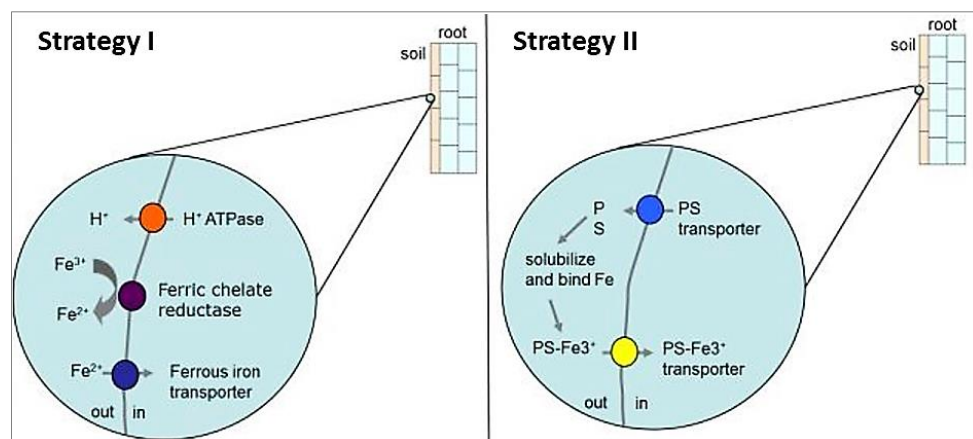 Strategy I
root
soil
H⁺
H⁺ ATPase
Fe³⁺
Fe²⁺
Ferric chelate
reductase
Fe²⁺
Ferrous iron
transporter
out
in
Strategy II
root
soil
P
S
PS
transporter
solubilize
and bind Fe
PS-Fe3⁺
PS-Fe3⁺
transporter
out
in